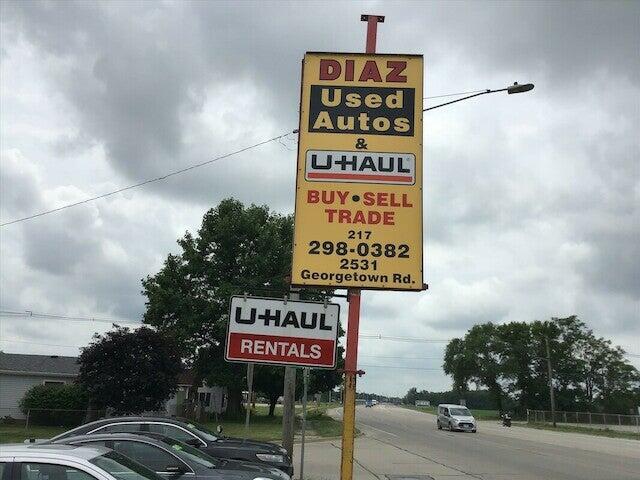 DIAZ
Used
Autos
&
U-HAUL
BUY•SELL
TRADE
217
298-0382
2531
Georgetown Rd.
U-HAUL
RENTALS